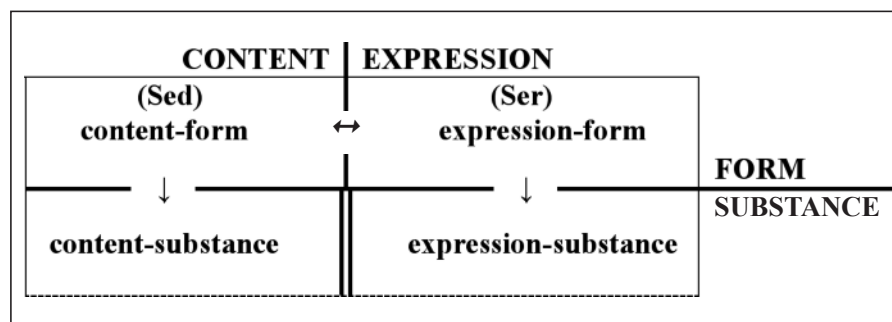 CONTENT EXPRESSION
(Sed) (Ser)
content-form ↔ expression-form
FORM
↓ ↓
SUBSTANCE
content-substance expression-substance